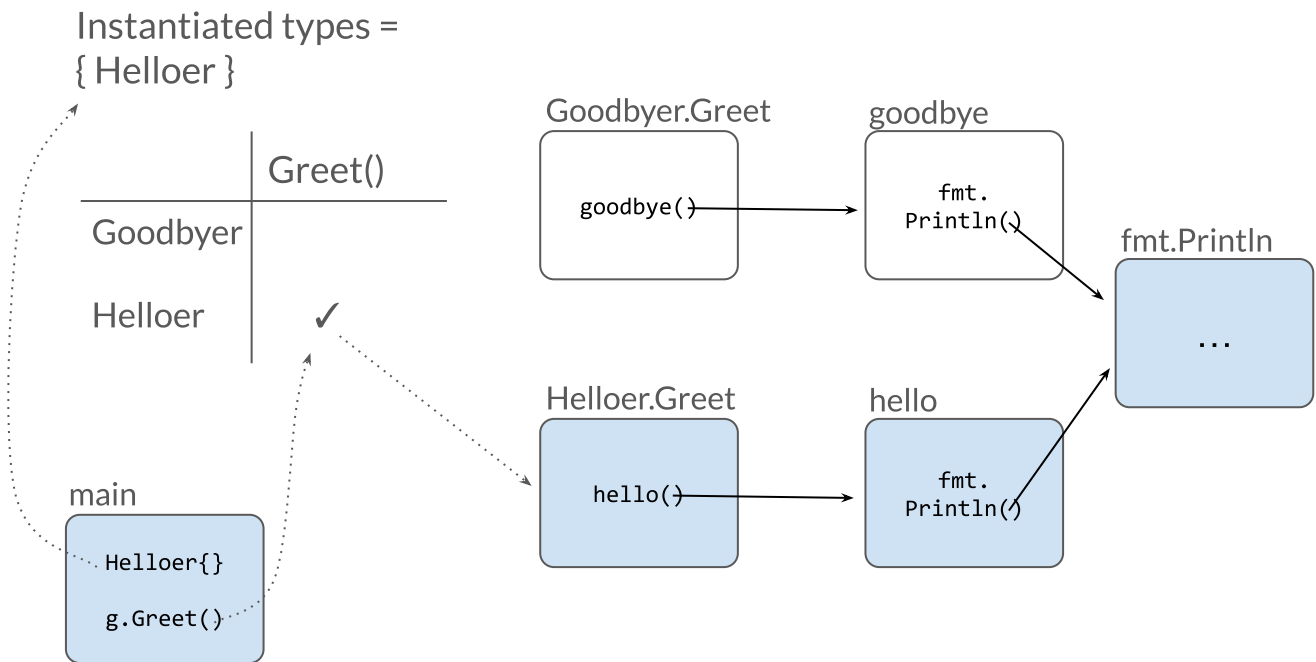 Instantiated types =
{ Helloer }
Greet()
Goodbyer
Helloer
✓
main
Helloer{}
g.Greet()
Goodbyer.Greet
goodbye()
goodbye
fmt.
Println()
Helloer.Greet
hello()
hello
fmt.
Println()
fmt.Println
...